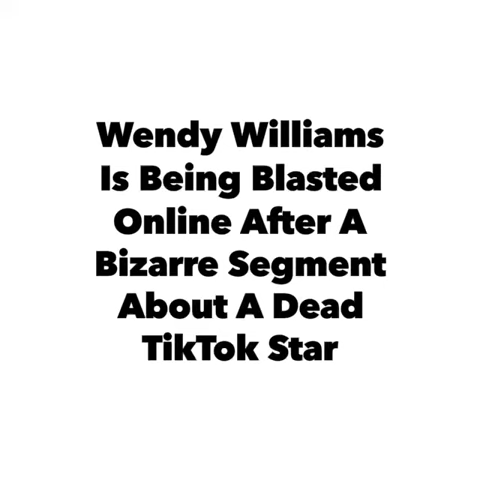 Wendy Williams
Is Being Blasted
Online After A
Bizarre Segment
About A Dead
TikTok Star